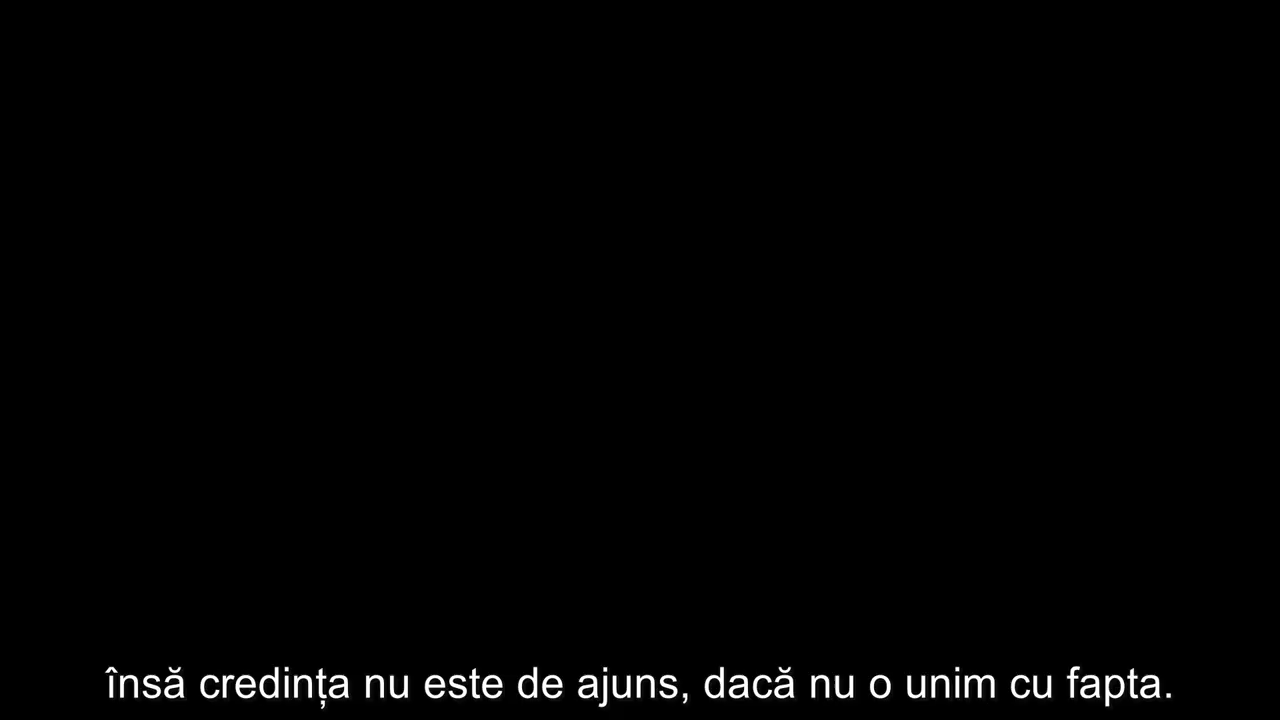 însă credința nu este de ajuns, dacă nu o unim cu fapta.